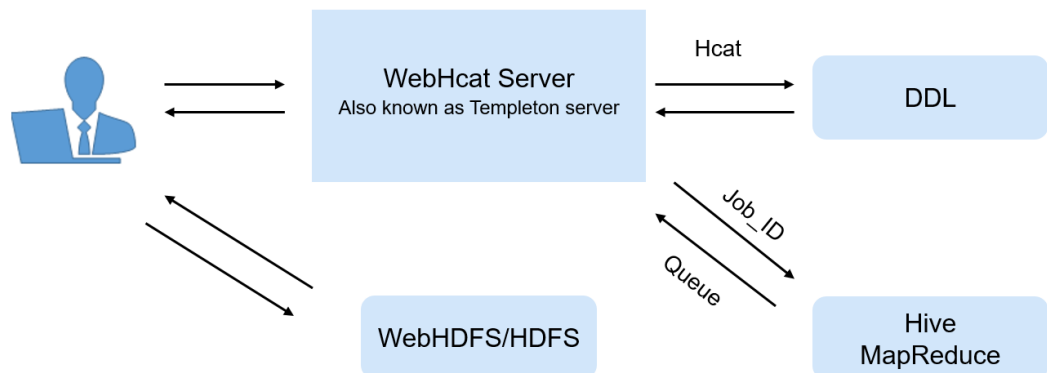 WebHcat Server
Also known as Templeton server
Hcat
DDL
Job_ID
Queue
WebHDFS/HDFS
Hive
MapReduce